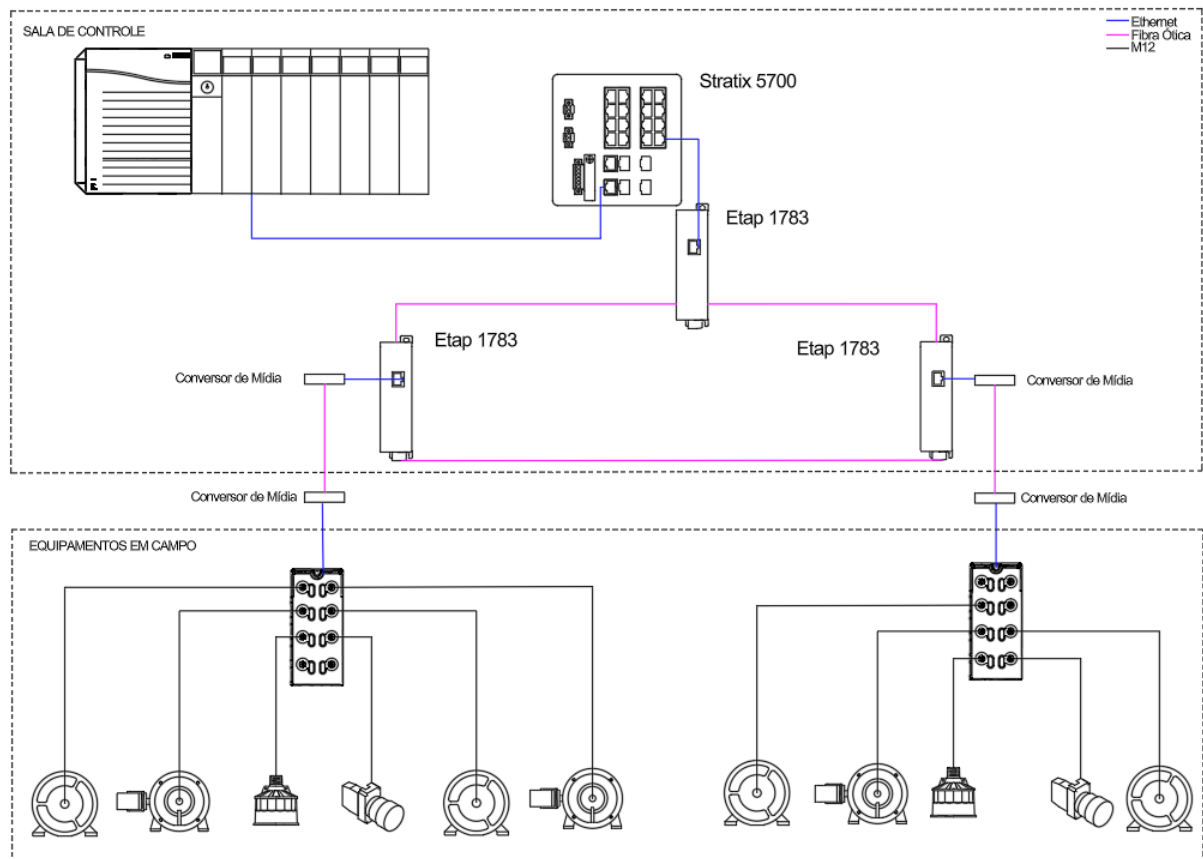 SALA DE CONTROLE
Ethernet
Fibra Ótica
M12
Stratix 5700
Etap 1783
Etap 1783
Etap 1783
Conversor de Mídia
Conversor de Mídia
Conversor de Mídia
Conversor de Mídia
EQUIPAMENTOS EM CAMPO